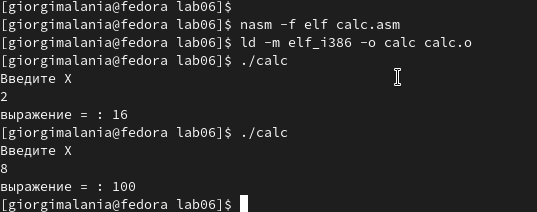 [giorgimalania@fedora lab06]$
[giorgimalania@fedora lab06]$ nasm -f elf calc.asm
[giorgimalania@fedora lab06]$ ld -m elf_i386 -o calc calc.o
[giorgimalania@fedora lab06]$ ./calc
Введите X
2
выражение = : 16
[giorgimalania@fedora lab06]$ ./calc
Введите X
8
выражение = : 100
[giorgimalania@fedora lab06]$